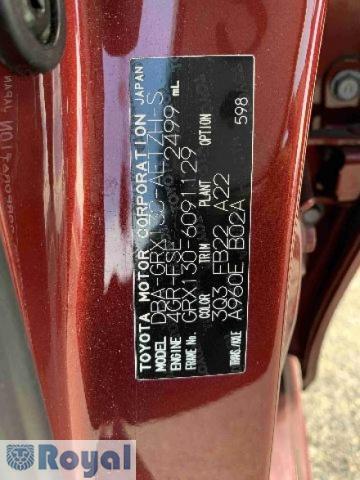 TOYOTA MOTOR CORPORATION JAPAN
MODEL DBA-GRX130-AETZH-S
ENGINE 4GR-FSE 2499 mL
FRAME No. GRX130-6091129
COLOR TRIM PLANT OPTION
3Q3 FB22 A22 598
TRANS./AXLE A960E B02A
Royal